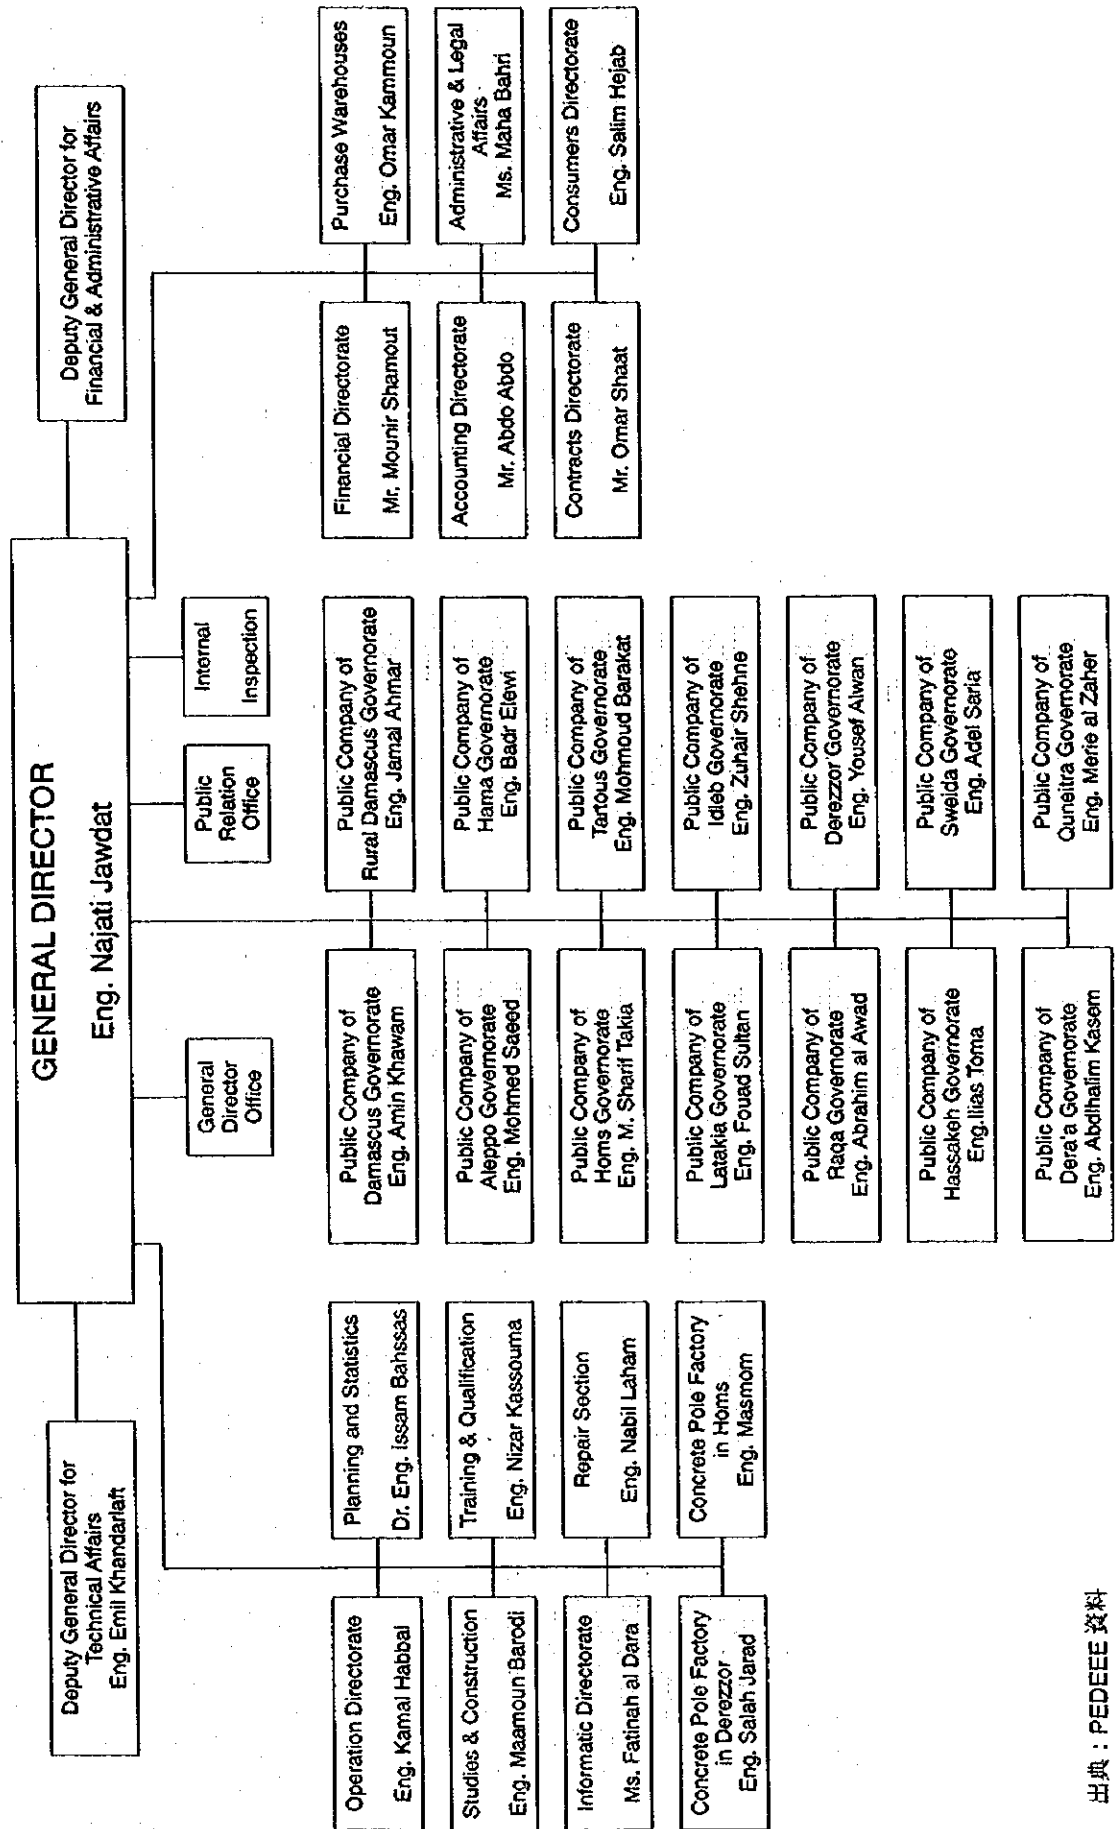 GENERAL DIRECTOR
Eng. Najati Jawdat
Deputy General Director for
Technical Affairs
Eng. Emil Khandarlaft
Deputy General Director for
Financial & Administrative Affairs
General
Director
Office
Public
Relation
Office
Internal
Inspection
Operation Directorate
Eng. Kamal Habbal
Planning and Statistics
Dr. Eng. Issam Bahssas
Studies & Construction
Eng. Maamoun Barodi
Training & Qualification
Eng. Nizar Kassouma
Informatic Directorate
Ms. Fatinah al Dara
Repair Section
Eng. Nabil Laham
Concrete Pole Factory
in Derezzor
Eng. Salah Jarad
Concrete Pole Factory
in Homs
Eng. Masmom
Public Company of
Damascus Governorate
Eng. Amin Khawam
Public Company of
Rural Damascus Governorate
Eng. Jamal Ahmar
Public Company of
Aleppo Governorate
Eng. Mohmed Saeed
Public Company of
Hama Governorate
Eng. Badr Elewi
Public Company of
Homs Governorate
Eng. M. Sharif Takia
Public Company of
Tartous Governorate
Eng. Mohmoud Barakat
Public Company of
Latakia Governorate
Eng. Fouad Sultan
Public Company of
Idleb Governorate
Eng. Zuhair Shehne
Public Company of
Raqa Governorate
Eng. Abrahim al Awad
Public Company of
Derezzor Governorate
Eng. Yousef Alwan
Public Company of
Hassakeh Governorate
Eng.Ilias Toma
Public Company of
Sweida Governorate
Eng. Adel Saria
Public Company of
Dera'a Governorate
Eng. Abdlhalim Kasem
Public Company of
Quneitra Governorate
Eng. Merie al Zaher
Financial Directorate
Mr. Mounir Shamout
Purchase Warehouses
Eng. Omar Kammoun
Accounting Directorate
Mr. Abdo Abdo
Administrative & Legal
Affairs
Ms. Maha Bahri
Contracts Directorate
Mr. Omar Shaat
Consumers Directorate
Eng. Salim Hejab
出典：PEDEEE 資料